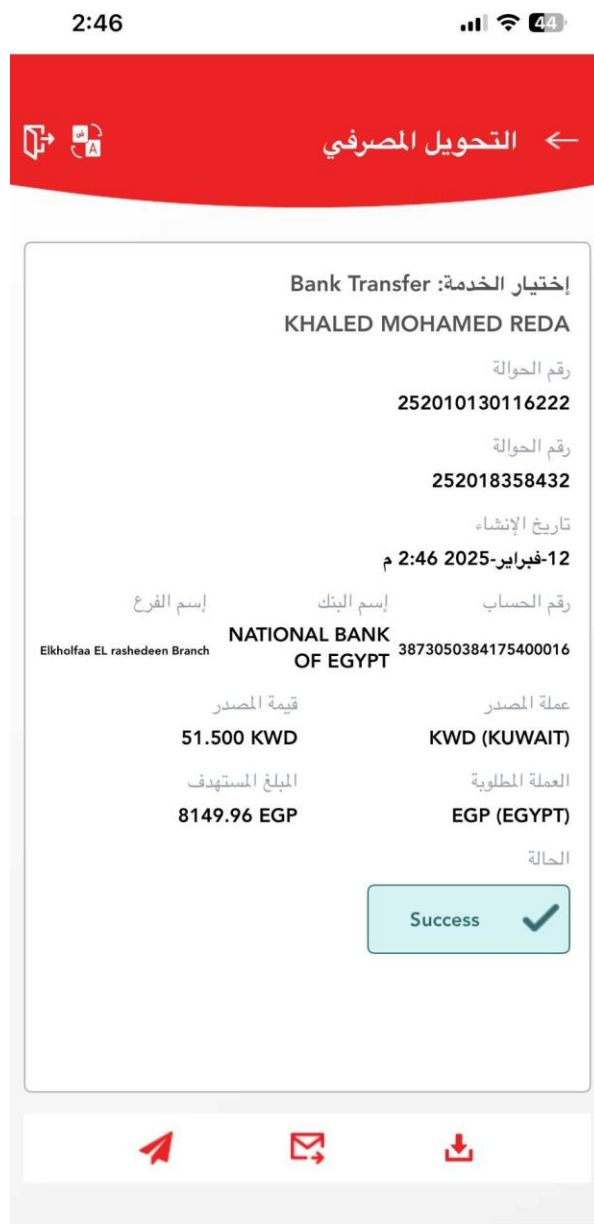 2:46
44
التحويل المصرفي
إختيار الخدمة: Bank Transfer
KHALED MOHAMED REDA
رقم الحوالة
252010130116222
رقم الحوالة
252018358432
تاريخ الإنشاء
12-فبراير-2025 2:46 م
رقم الحساب إسم البنك إسم الفرع
3873050384175400016 NATIONAL BANK OF EGYPT Elkholfaa EL rashedeen Branch
عملة المصدر قيمة المصدر
KWD (KUWAIT) 51.500 KWD
العملة المطلوبة المبلغ المستهدف
EGP (EGYPT) 8149.96 EGP
الحالة
Success